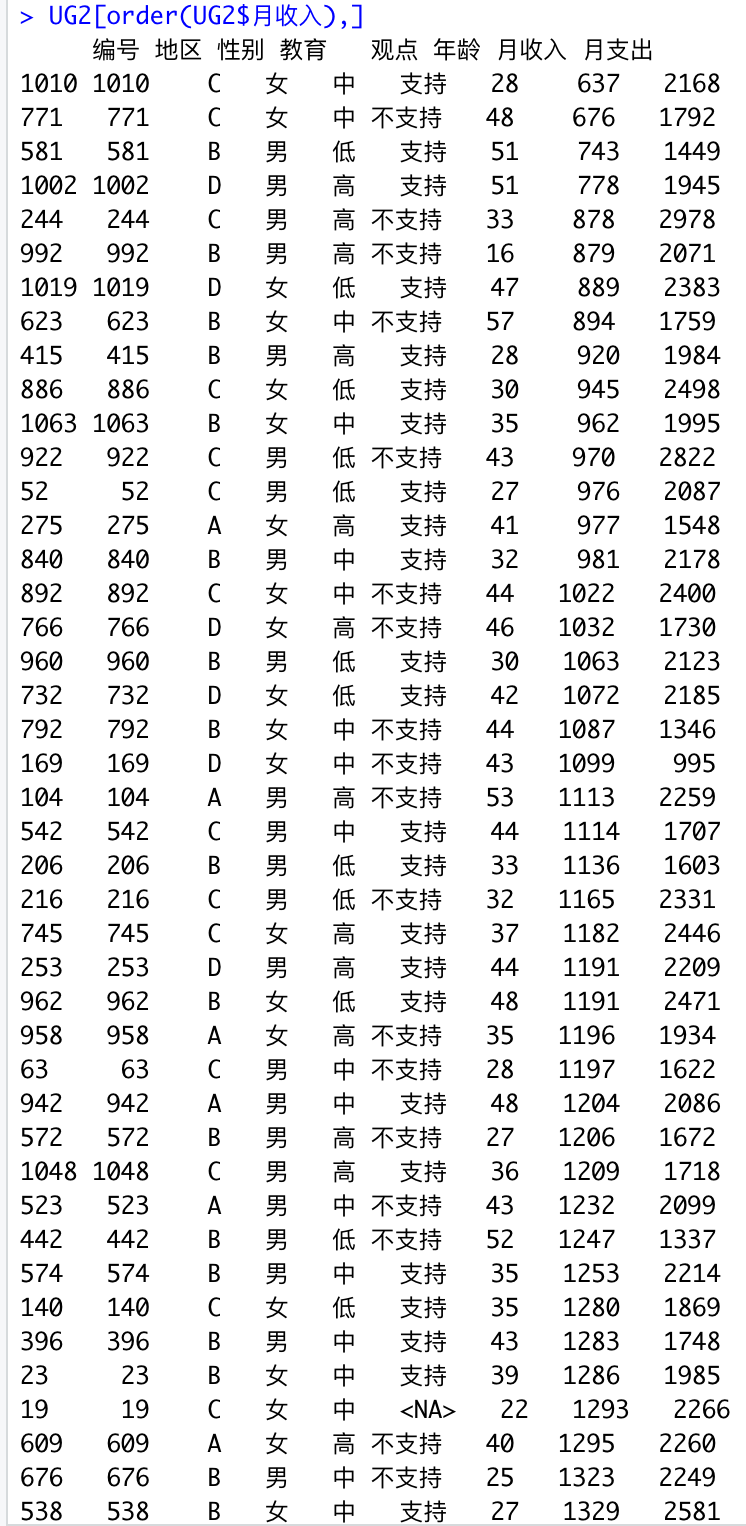 > UG2[order(UG2$月收入),]
编号 地区 性别 教育 观点 年龄 月收入 月支出
1010 1010 C 女 中 支持 28 637 2168
771 771 C 女 中 不支持 48 676 1792
581 581 B 男 低 支持 51 743 1449
1002 1002 D 男 高 支持 51 778 1945
244 244 C 男 高 不支持 33 878 2978
992 992 B 男 高 不支持 16 879 2071
1019 1019 D 女 低 支持 47 889 2383
623 623 B 女 中 不支持 57 894 1759
415 415 B 男 高 支持 28 920 1984
886 886 C 女 低 支持 30 945 2498
1063 1063 B 女 中 支持 35 962 1995
922 922 C 男 低 不支持 43 970 2822
52 52 C 男 低 支持 27 976 2087
275 275 A 女 高 支持 41 977 1548
840 840 B 男 中 支持 32 981 2178
892 892 C 女 中 不支持 44 1022 2400
766 766 D 女 高 不支持 46 1032 1730
960 960 B 男 低 支持 30 1063 2123
732 732 D 女 低 支持 42 1072 2185
792 792 B 女 中 不支持 44 1087 1346
169 169 D 女 中 不支持 43 1099 995
104 104 A 男 高 不支持 53 1113 2259
542 542 C 男 中 支持 44 1114 1707
206 206 B 男 低 支持 33 1136 1603
216 216 C 男 低 不支持 32 1165 2331
745 745 C 女 高 支持 37 1182 2446
253 253 D 男 高 支持 44 1191 2209
962 962 B 女 低 支持 48 1191 2471
958 958 A 女 高 不支持 35 1196 1934
63 63 C 男 中 不支持 28 1197 1622
942 942 A 男 中 支持 48 1204 2086
572 572 B 男 高 不支持 27 1206 1672
1048 1048 C 男 高 支持 36 1209 1718
523 523 A 男 中 不支持 43 1232 2099
442 442 B 男 低 不支持 52 1247 1337
574 574 B 男 中 支持 35 1253 2214
140 140 C 女 低 支持 35 1280 1869
396 396 B 男 中 支持 43 1283 1748
23 23 B 女 中 支持 39 1286 1985
19 19 C 女 中 <NA> 22 1293 2266
609 609 A 女 高 不支持 40 1295 2260
676 676 B 男 中 不支持 25 1323 2249
538 538 B 女 中 支持 27 1329 2581